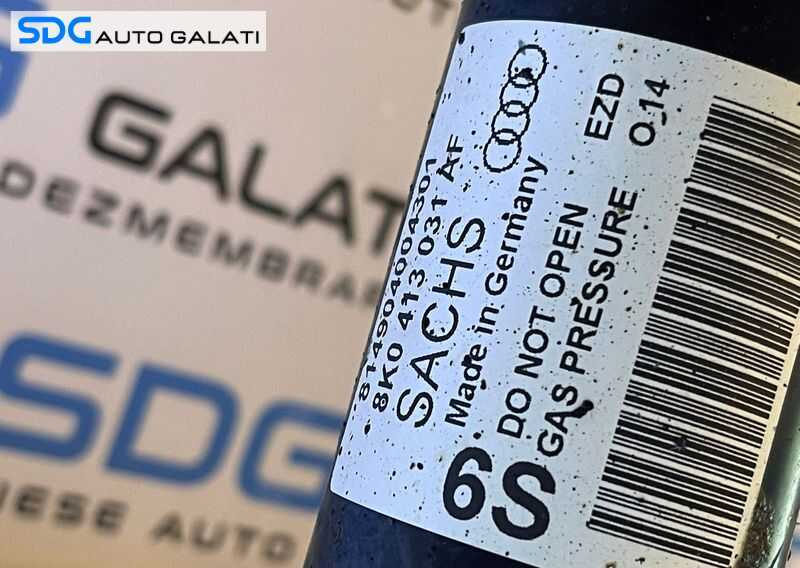 SDG AUTO GALATI
GALAT
DEZMEMBRA
SDG
IESE AUTO
814904004301
8K0 413 031 AF
SACHS
Made in Germany
DO NOT OPEN EZD
GAS PRESSURE O 14
6S